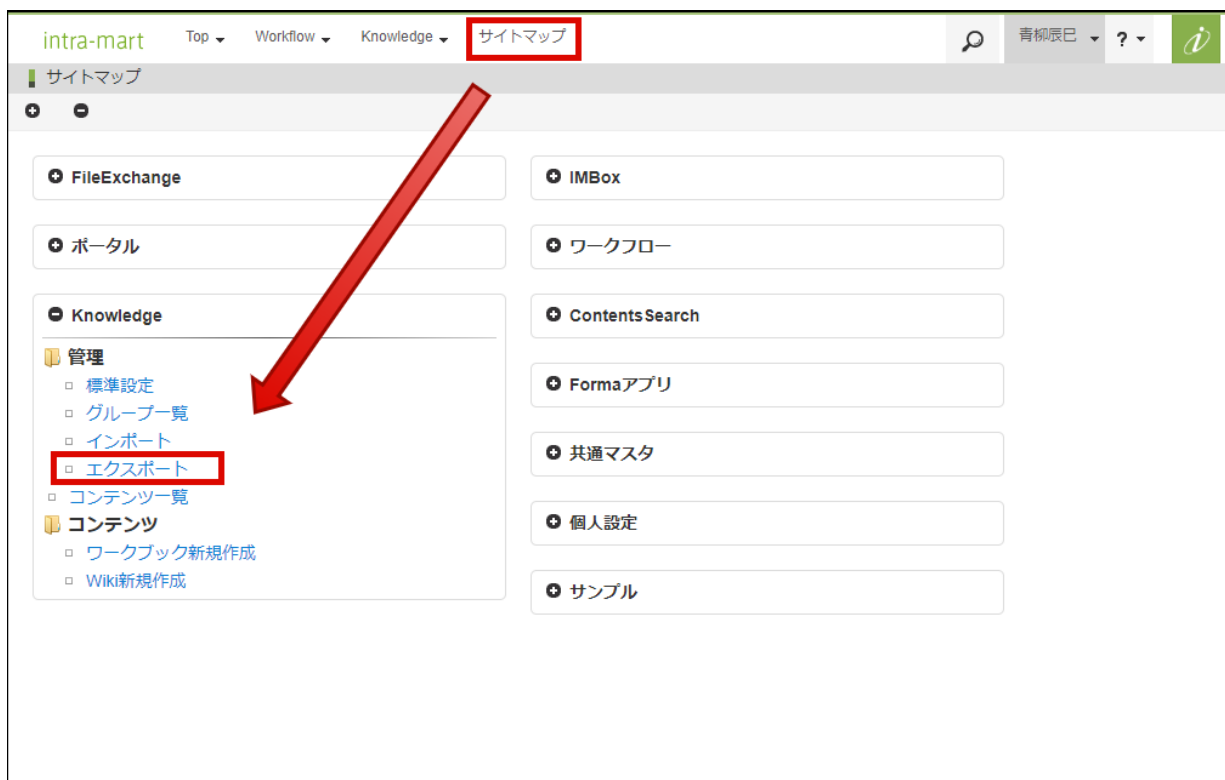 intra-mart Top Workflow Knowledge サイトマップ 青柳辰巳 ?
サイトマップ
FileExchange
ポータル
Knowledge
管理
標準設定
グループ一覧
インポート
エクスポート
コンテンツ一覧
コンテンツ
ワークブック新規作成
Wiki新規作成
IMBox
ワークフロー
ContentsSearch
Formaアプリ
共通マスタ
個人設定
サンプル